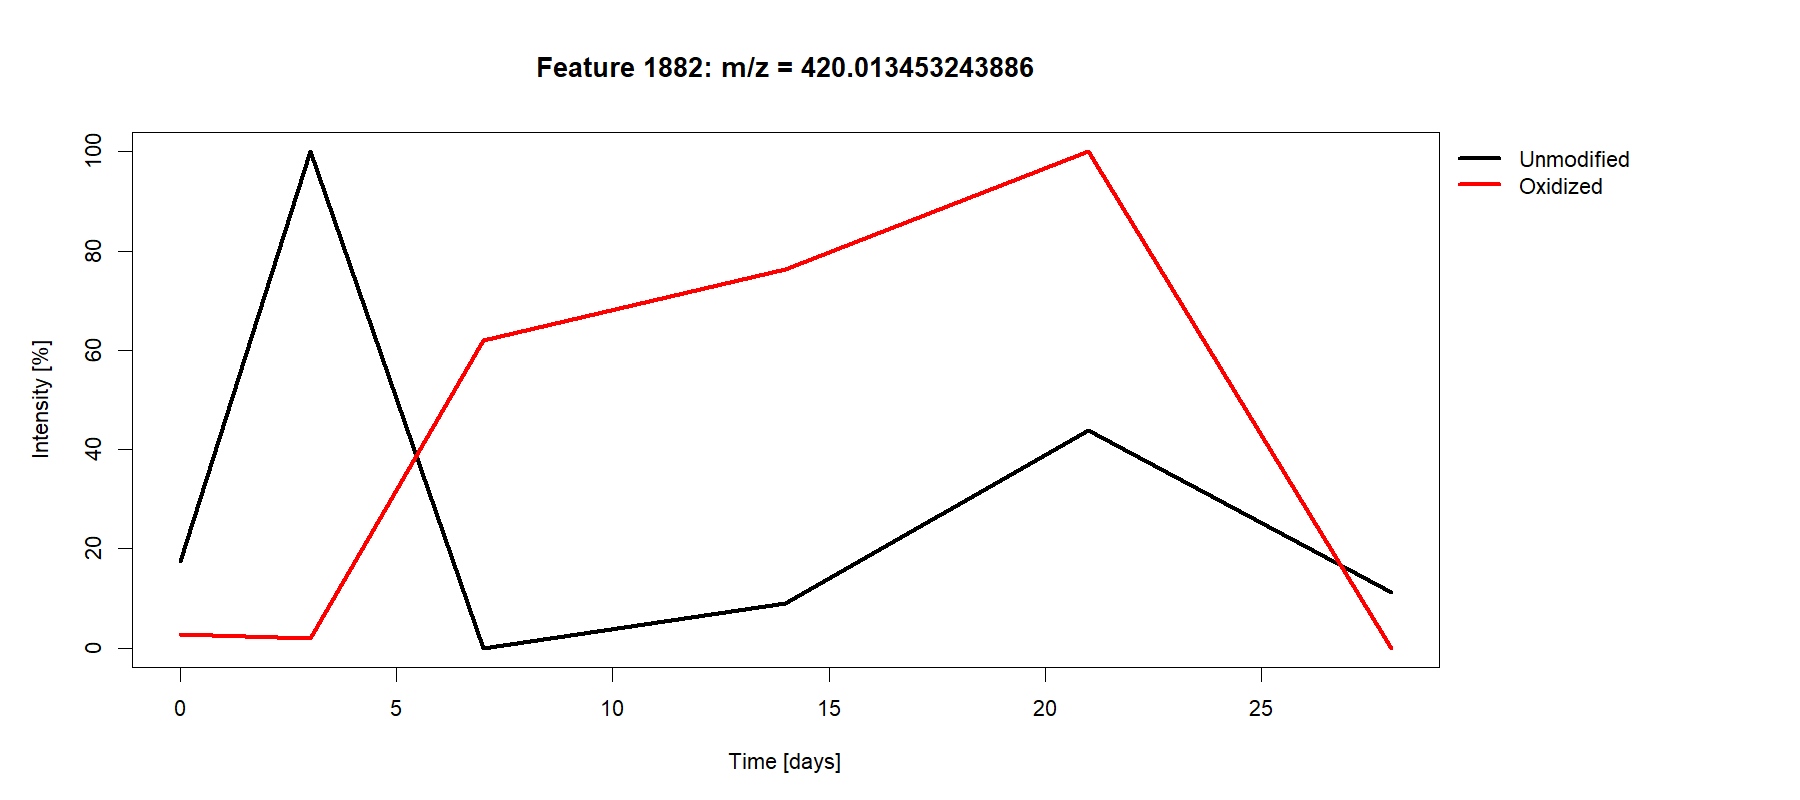 Feature 1882: m/z = 420.013453243886
Unmodified
Oxidized
100
80
60
40
20
0
Intensity [%]
0 5 10 15 20 25
Time [days]